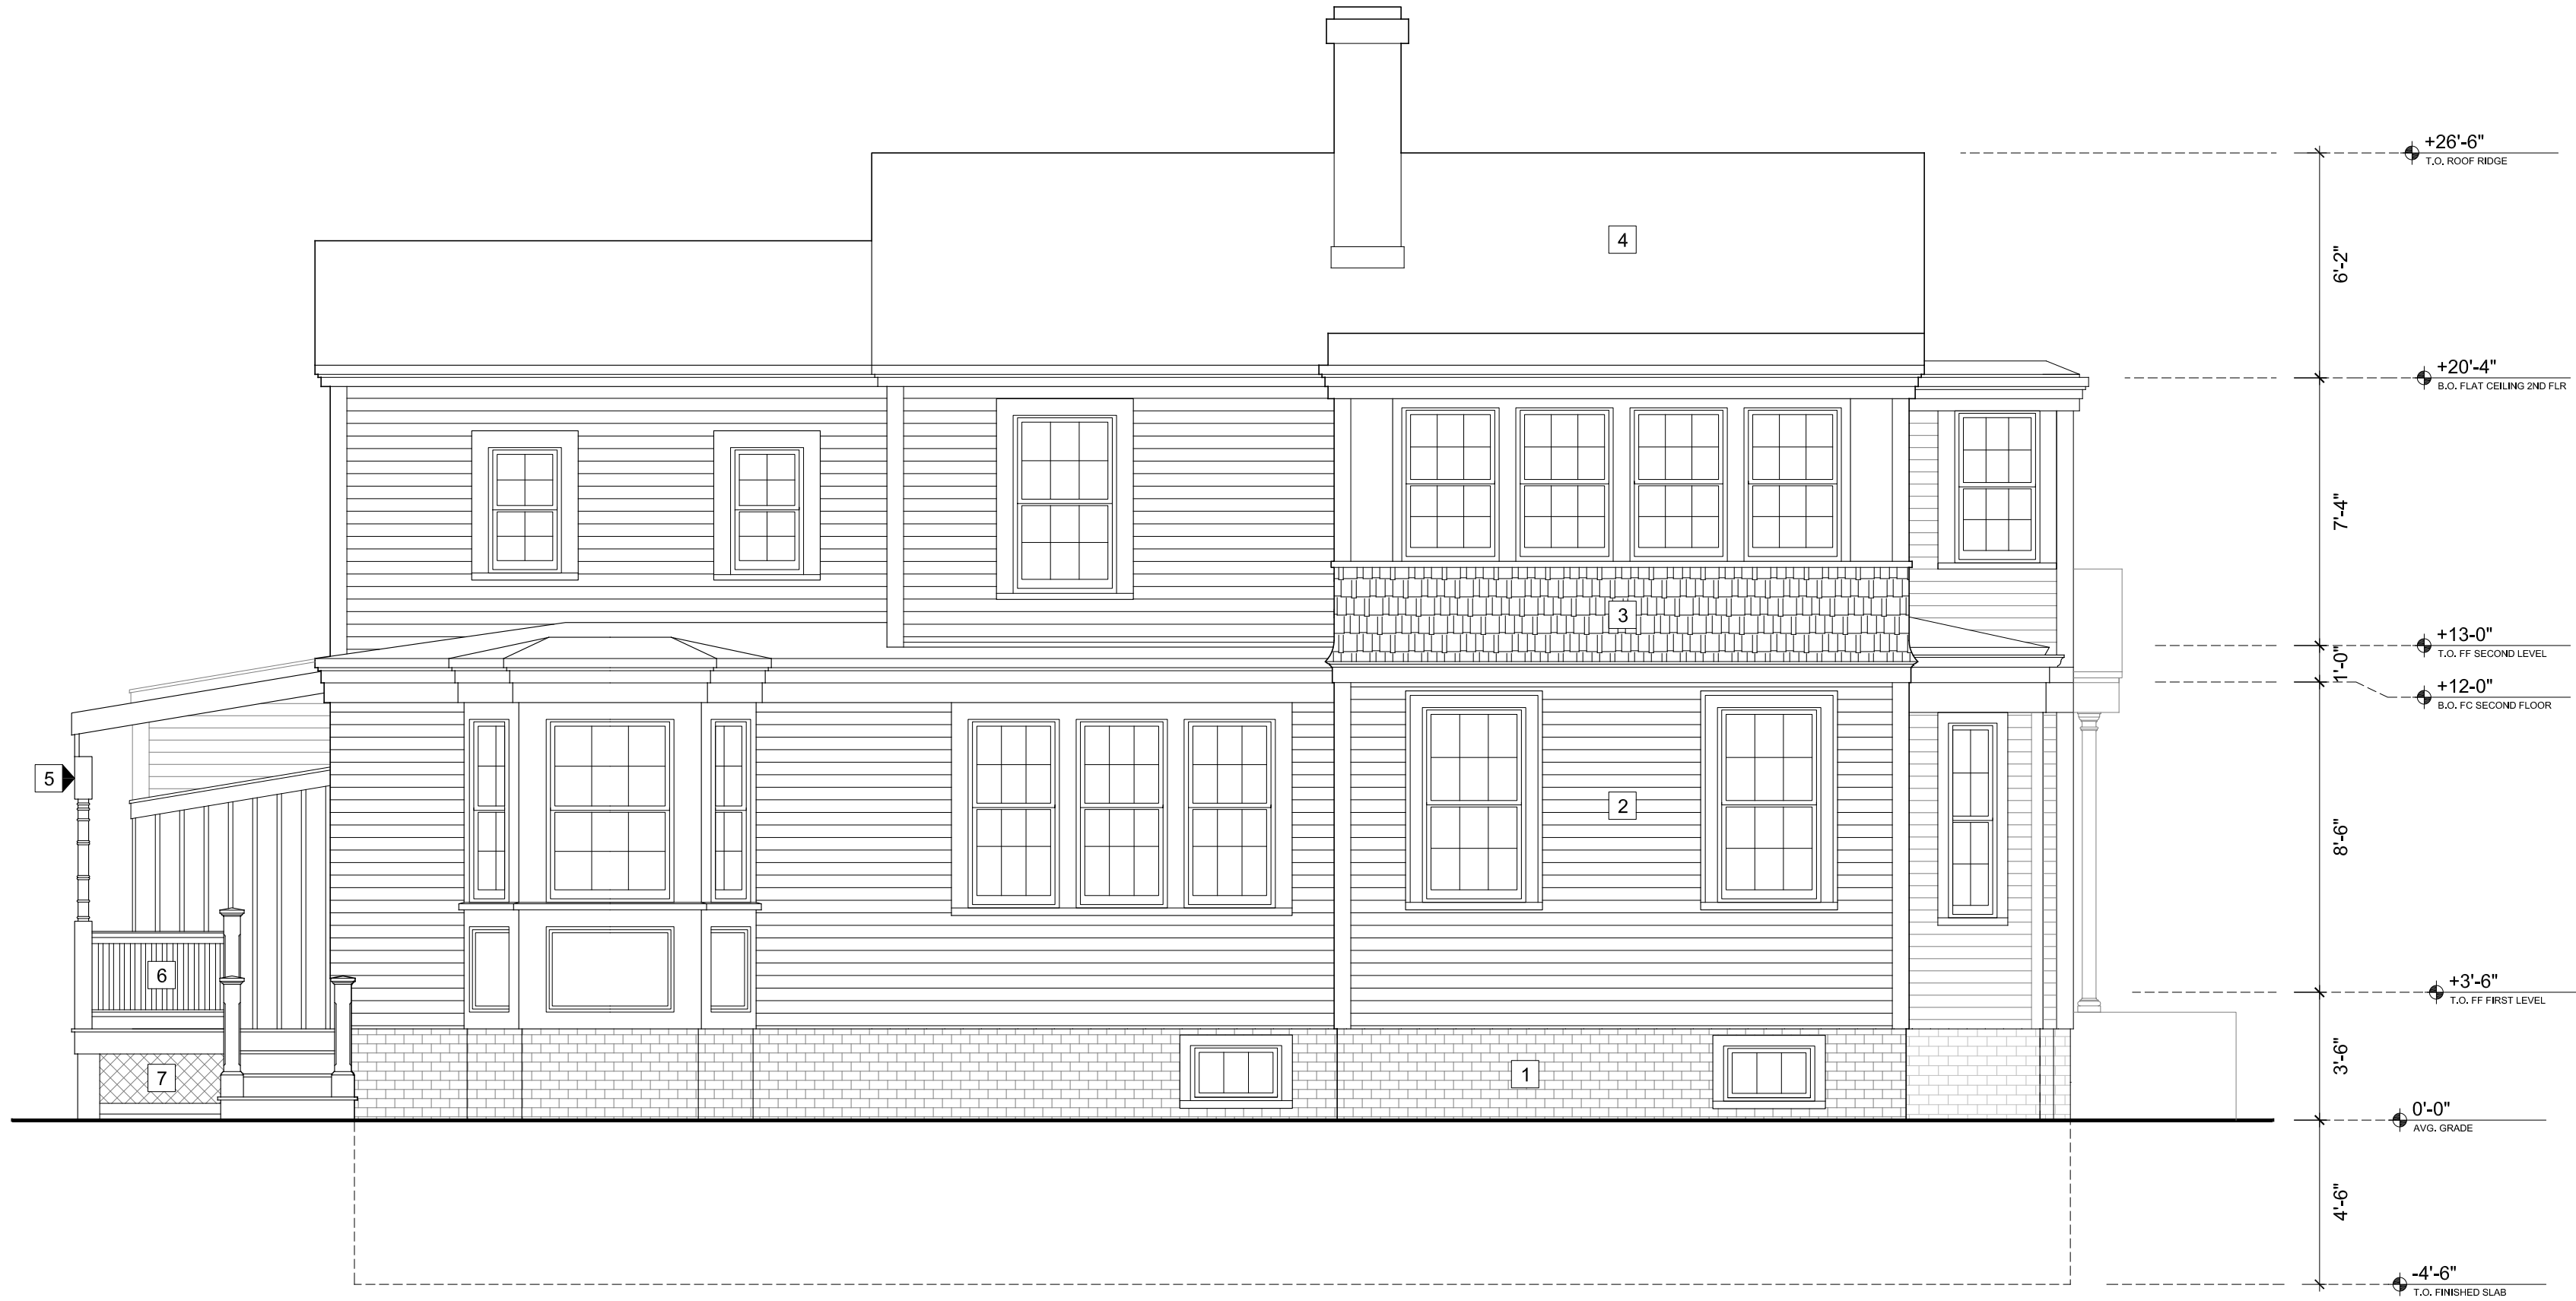 +26'-6"
T.O. ROOF RIDGE
4
6'-2"
+20'-4"
B.O. FLAT CEILING 2ND FLR
7'-4"
3
+13-0"
T.O. FF SECOND LEVEL
1'-0"
+12-0"
B.O. FC SECOND FLOOR
5
2
8'-6"
6
+3'-6"
T.O. FF FIRST LEVEL
3'-6"
7
1
0'-0"
AVG. GRADE
4'-6"
-4'-6"
T.O. FINISHED SLAB